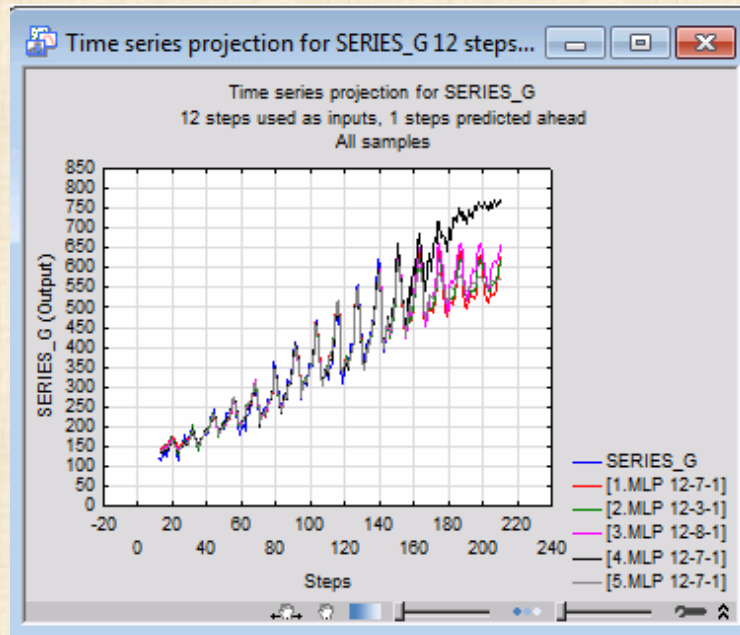 Time series projection for SERIES_G 12 steps...
Time series projection for SERIES_G
12 steps used as inputs, 1 steps predicted ahead
All samples
850
800
750
700
650
600
550
500
450
400
350
300
250
200
150
100
50
0
SERIES_G (Output)
-20 20 60 100 140 180 220
0 40 80 120 160 200 240
Steps
SERIES_G
[1.MLP 12-7-1]
[2.MLP 12-3-1]
[3.MLP 12-8-1]
[4.MLP 12-7-1]
[5.MLP 12-7-1]